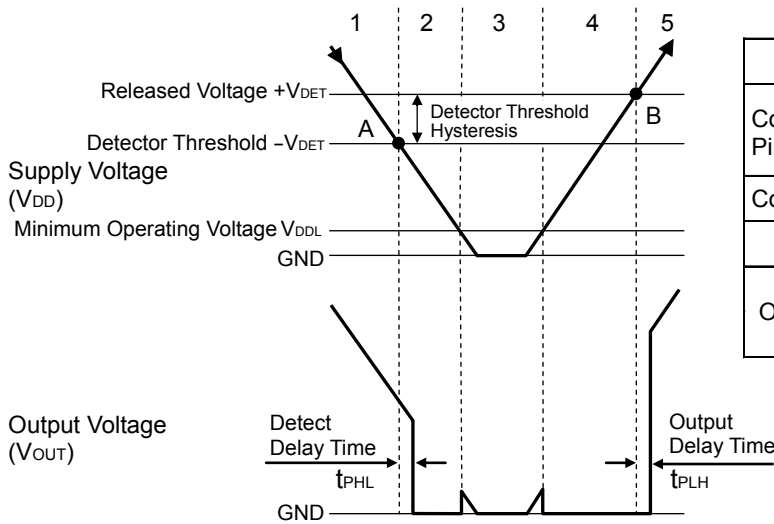 1 2 3 4 5
Released Voltage +VDET
Detector Threshold
Hysteresis
A
B
Detector Threshold –VDET
Supply Voltage
(VDD)
Minimum Operating Voltage VDDL
GND
Output Voltage
(VOUT)
Detect
Delay Time
tPHL
Output
Delay Time
tPLH
GND
Co
Pi
Co
O